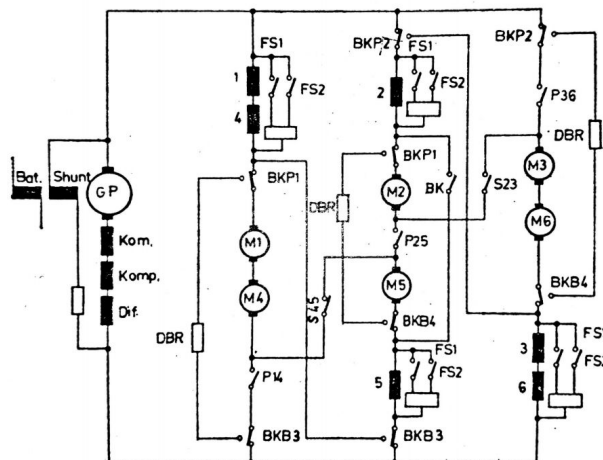 BKP2
FS1
FS2
1
4
BKP1
DBR
M1
M4
P14
BKB3
FS1
FS2
2
BKP1
BK
DBR
M2
P25
M5
S45
BKB4
FS1
FS2
5
BKB3
BKP2
P36
DBR
S23
M3
M6
BKB4
FS1
FS2
3
6
Bat.
Shunt
GP
Kom.
Komp.
Dif.